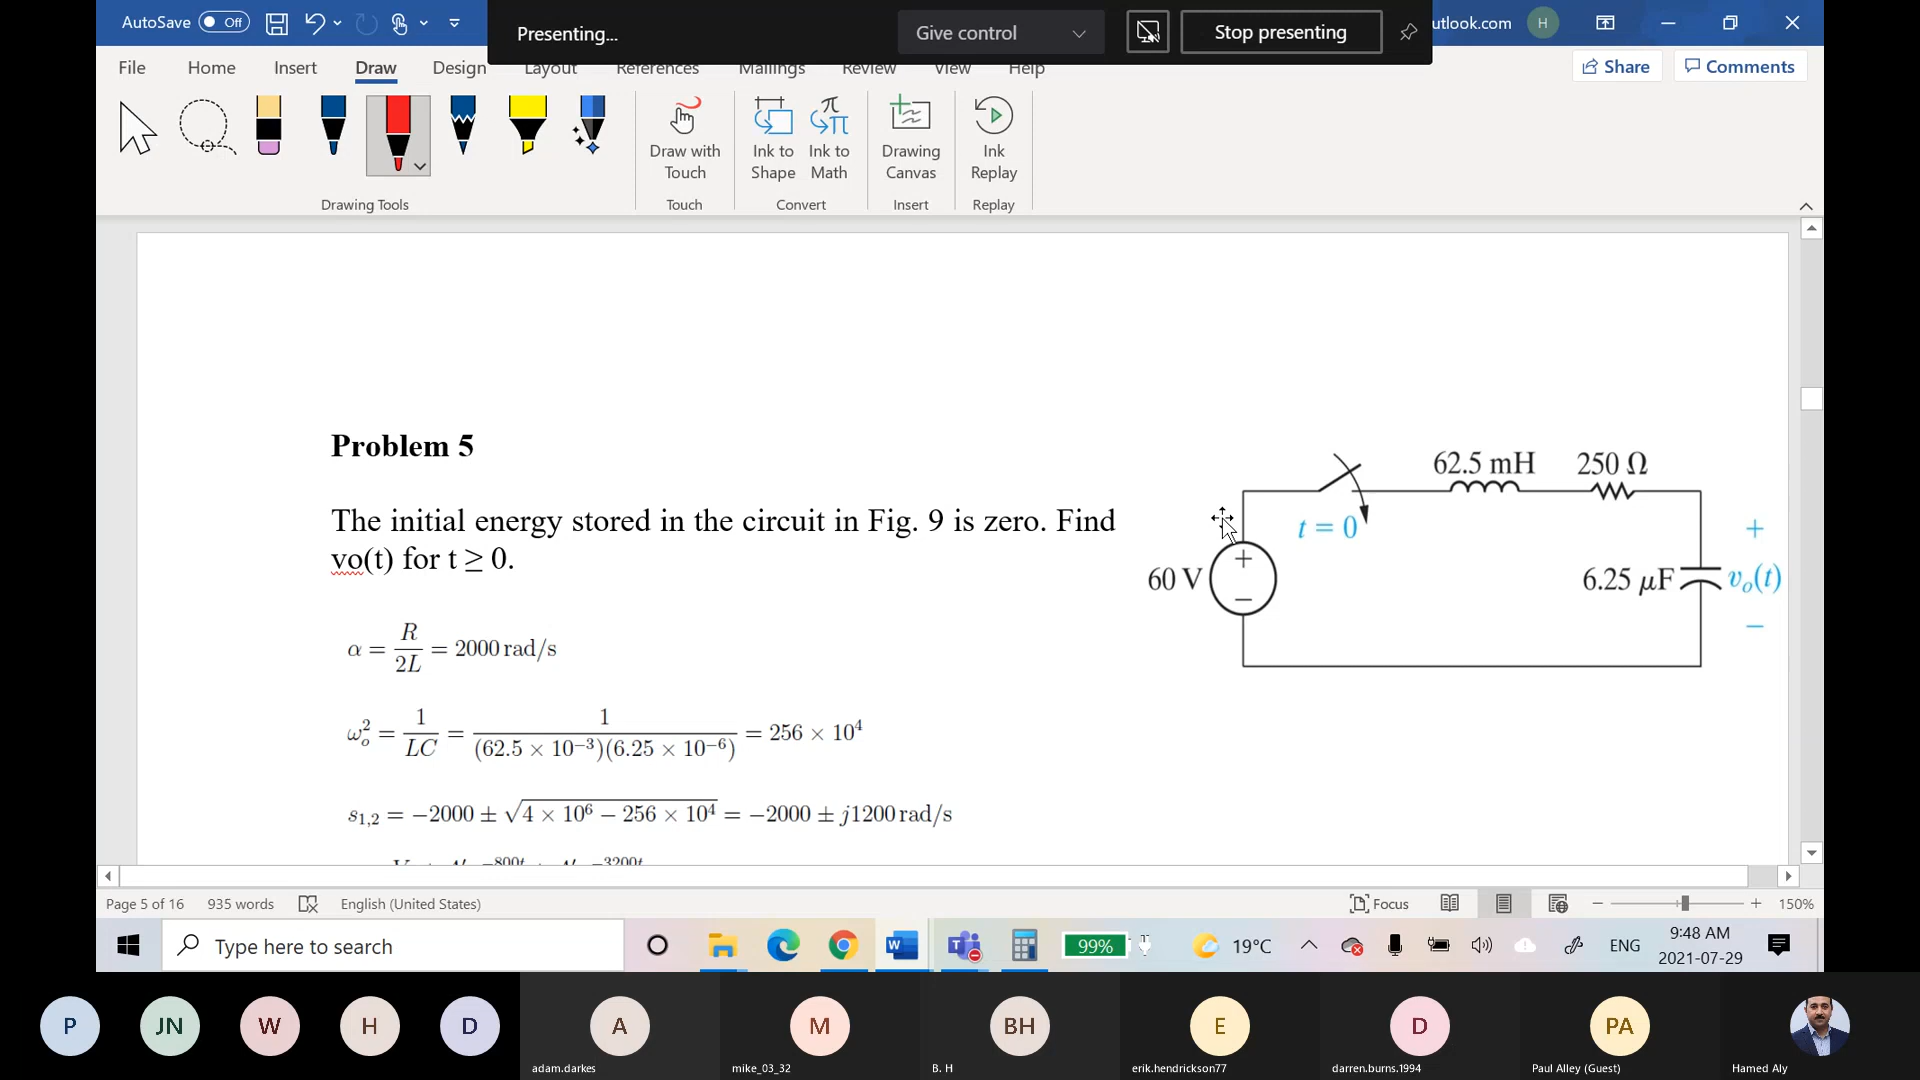 AutoSave Off
Presenting...
Give control
Stop presenting
utlook.com
H
File Home Insert Draw Design Layout References Mailings Review View Help
Share
Comments
Draw with Touch
Ink to Shape
Ink to Math
Drawing Canvas
Ink Replay
Drawing Tools Touch Convert Insert Replay
Problem 5
The initial energy stored in the circuit in Fig. 9 is zero. Find
vo(t) for t ≥ 0.
α = R/2L = 2000 rad/s
ω_o^2 = 1/LC = 1/((62.5 × 10^−3)(6.25 × 10^−6)) = 256 × 10^4
s_1,2 = −2000 ± √(4 × 10^6 − 256 × 10^4) = −2000 ± j1200 rad/s
62.5 mH
250 Ω
t = 0
60 V
+
−
6.25 μF
+
v_o(t)
−
Page 5 of 16
935 words
English (United States)
Focus
− + 150%
Type here to search
99%
19°C
ENG
9:48 AM
2021-07-29
P JN W H D A M BH E D PA
adam.darkes
mike_03_32
B. H
erik.hendrickson77
darren.burns.1994
Paul Alley (Guest)
Hamed Aly